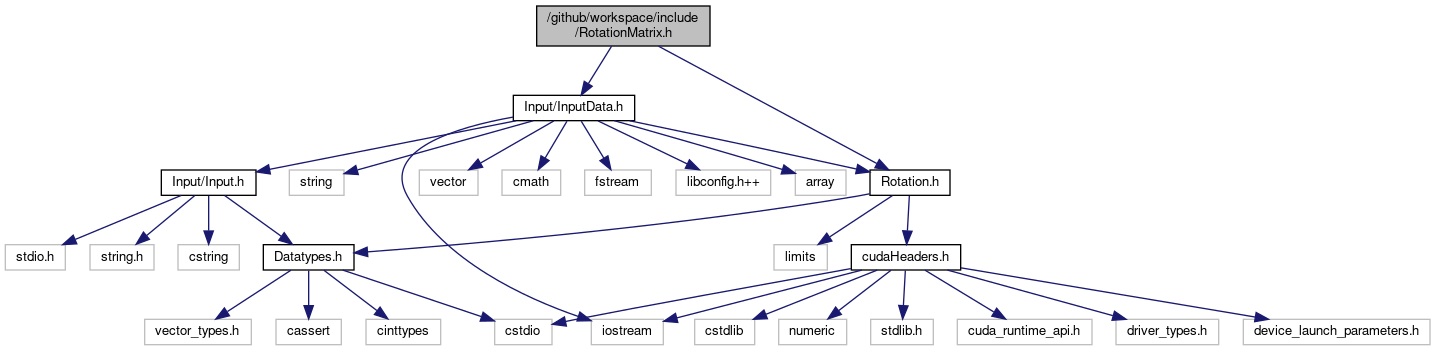 /github/workspace/include
/RotationMatrix.h
Input/InputData.h
Input/Input.h
string
vector
cmath
fstream
libconfig.h++
array
Rotation.h
stdio.h
string.h
cstring
Datatypes.h
limits
cudaHeaders.h
vector_types.h
cassert
cinttypes
cstdio
iostream
cstdlib
numeric
stdlib.h
cuda_runtime_api.h
driver_types.h
device_launch_parameters.h